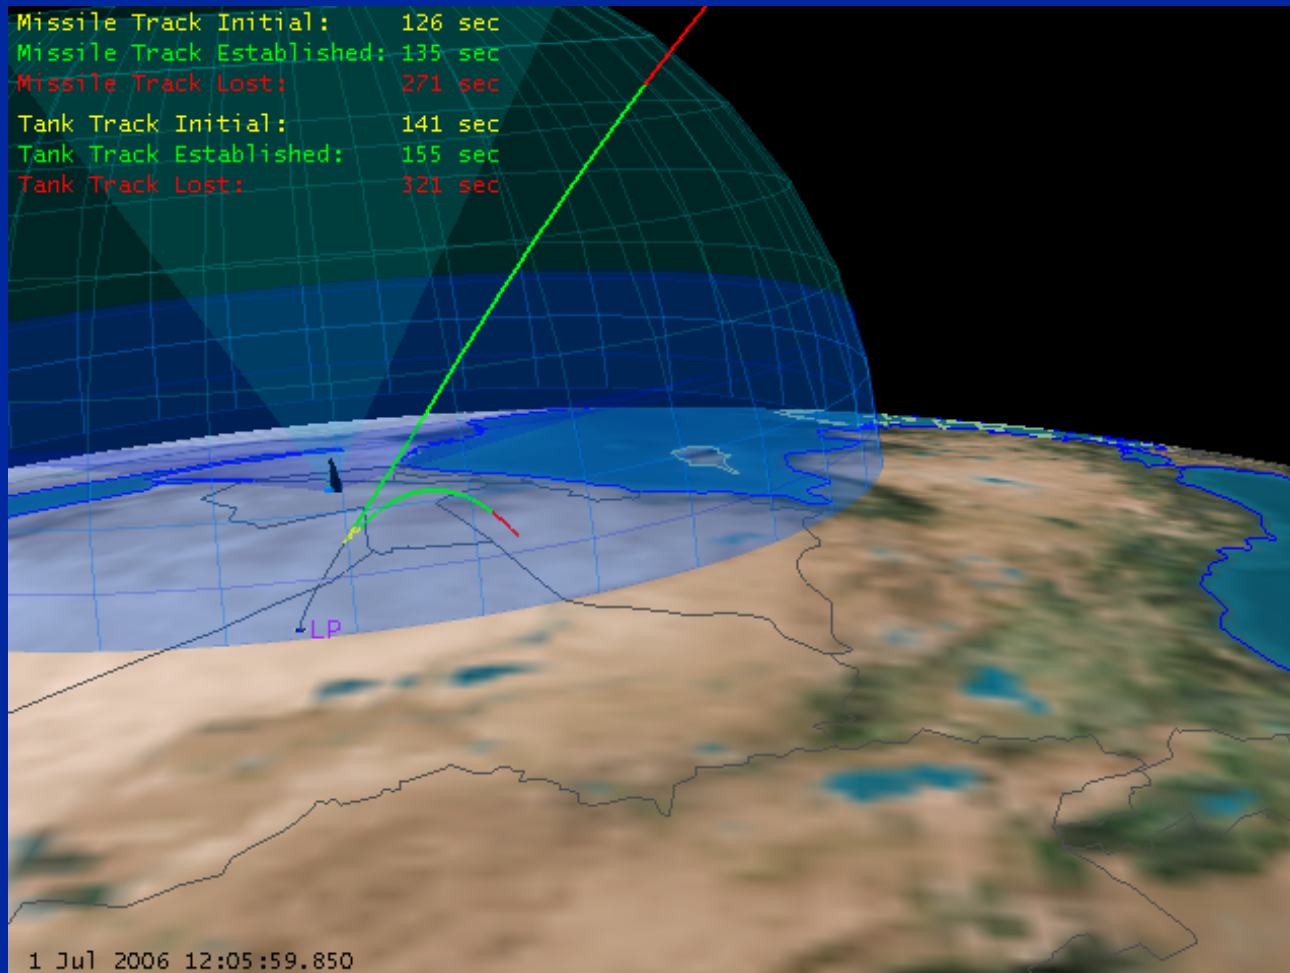 Missile Track Initial: 126 sec
Missile Track Established: 135 sec
Missile Track Lost: 271 sec
Tank Track Initial: 141 sec
Tank Track Established: 155 sec
Tank Track Lost: 321 sec
LP
1 Jul 2006 12:05:59.850